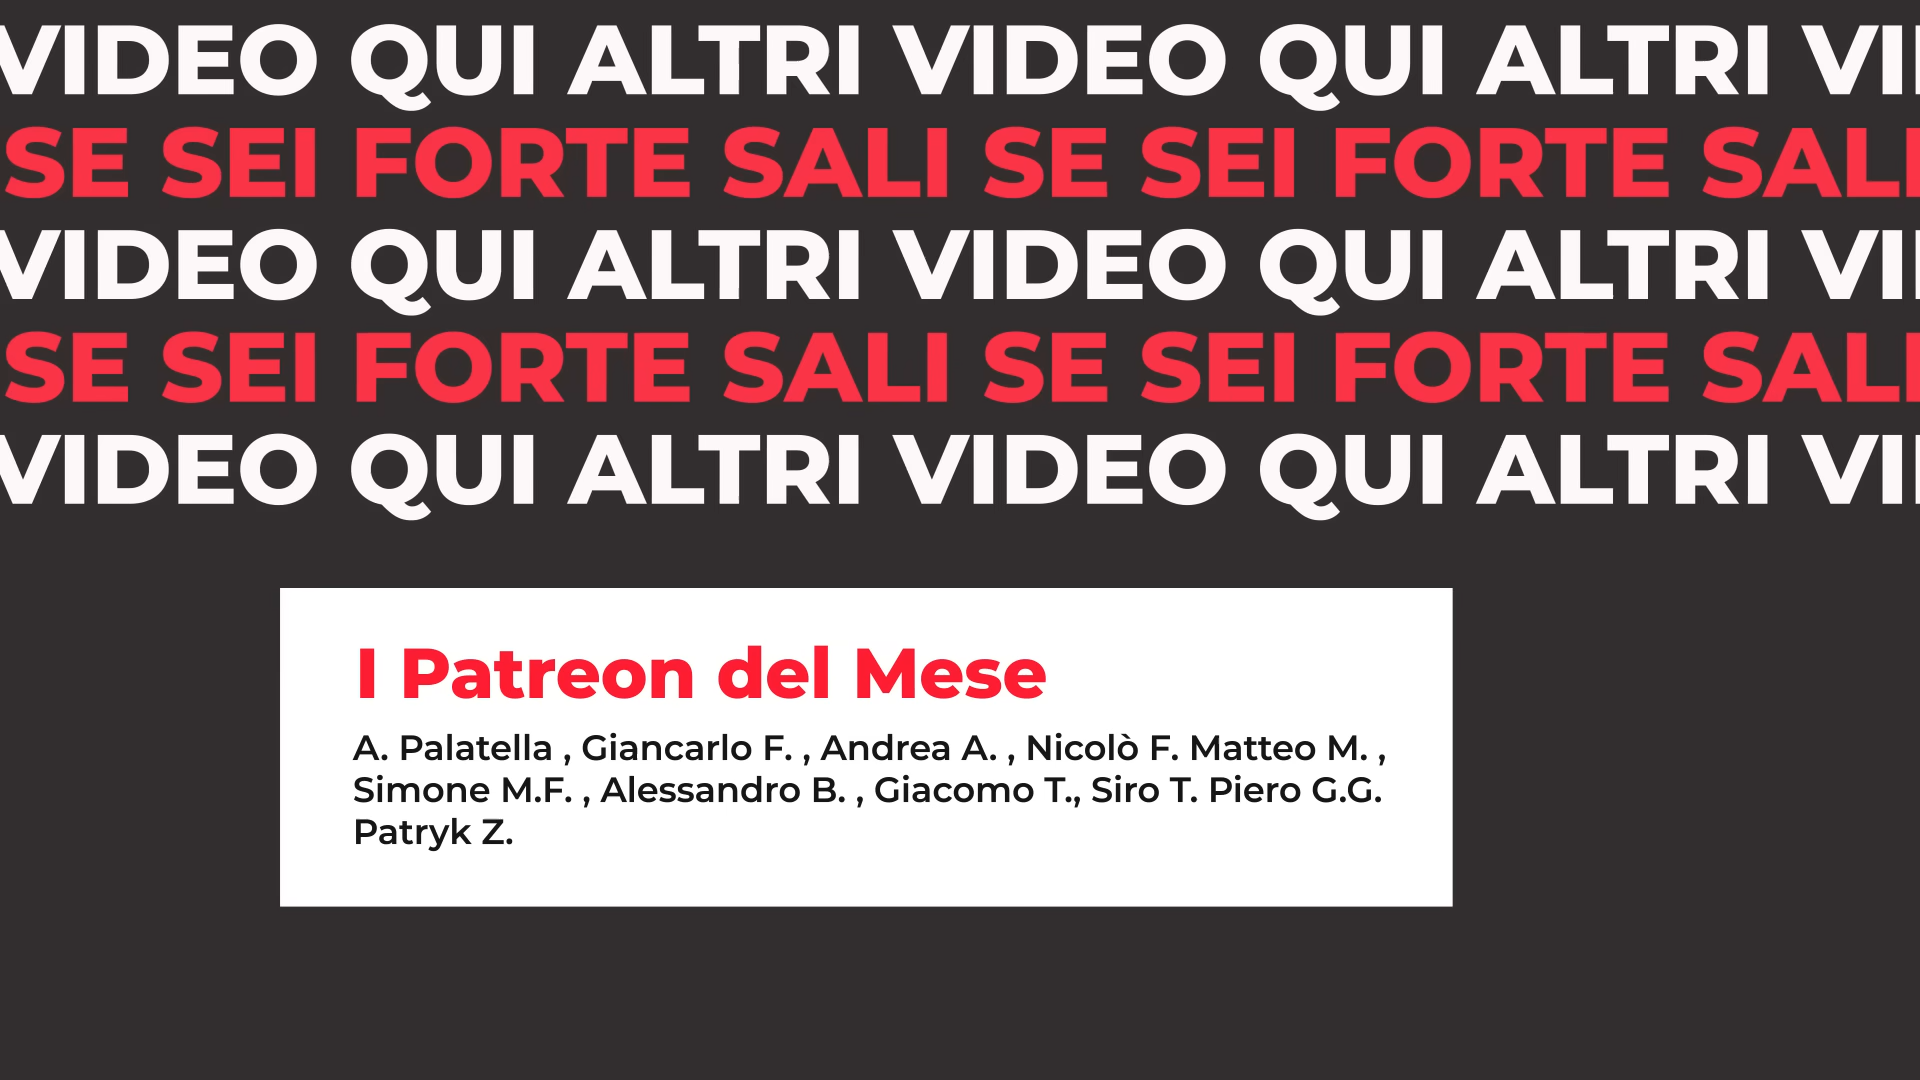 VIDEO QUI ALTRI VIDEO QUI ALTRI VI
SE SEI FORTE SALI SE SEI FORTE SALI
VIDEO QUI ALTRI VIDEO QUI ALTRI VI
SE SEI FORTE SALI SE SEI FORTE SALI
VIDEO QUI ALTRI VIDEO QUI ALTRI VI
I Patreon del Mese
A. Palatella , Giancarlo F. , Andrea A. , Nicolò F. Matteo M. ,
Simone M.F. , Alessandro B. , Giacomo T., Siro T. Piero G.G.
Patryk Z.